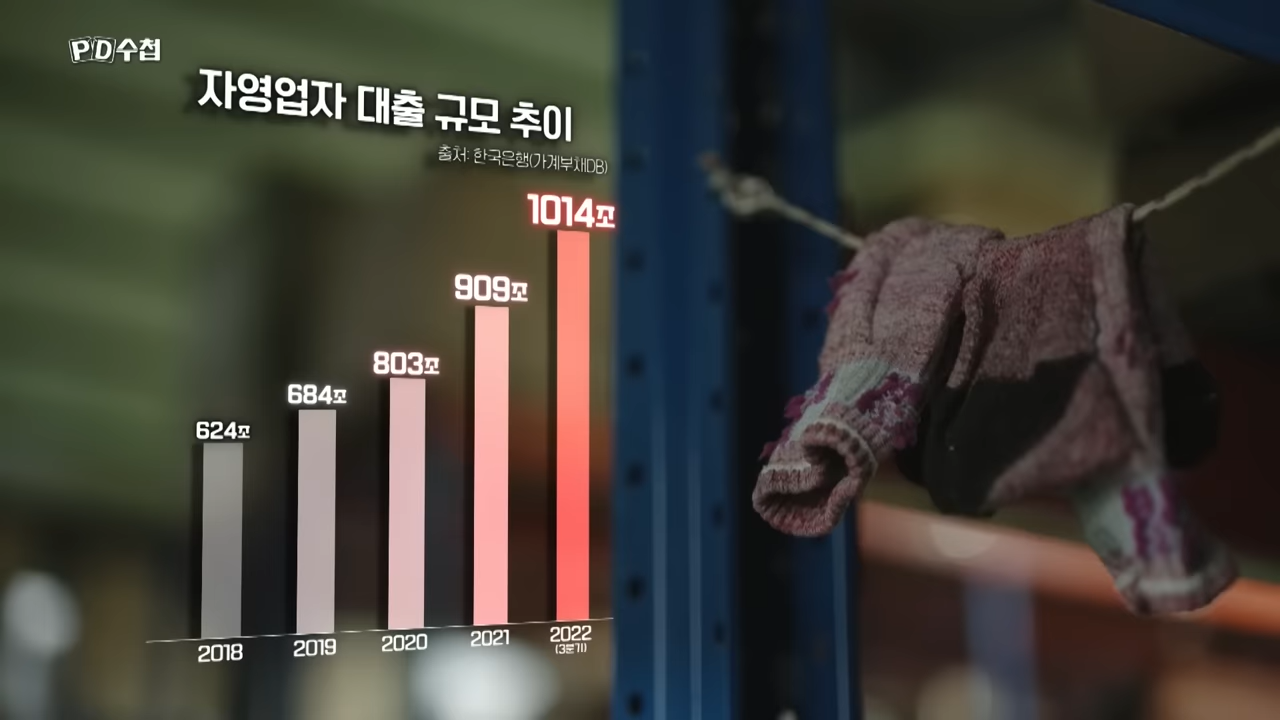 PD수첩
자영업자 대출 규모 추이
출처: 한국은행(가계부채DB)
1014조
909조
803조
684조
624조
2018
2019
2020
2021
2022
(3분기)